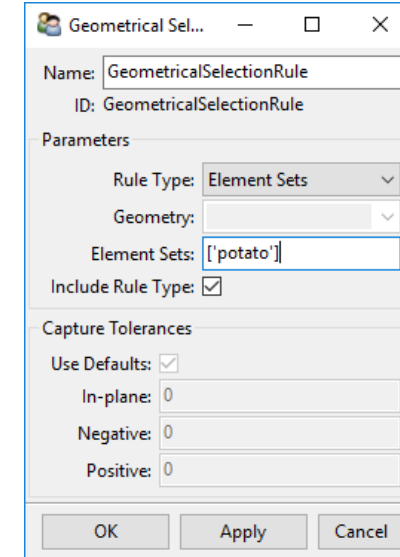 Geometrical Sel...
Name: GeometricalSelectionRule
ID: GeometricalSelectionRule
Parameters
Rule Type: Element Sets
Geometry:
Element Sets: ['potato']
Include Rule Type:
Capture Tolerances
Use Defaults:
In-plane: 0
Negative: 0
Positive: 0
OK Apply Cancel